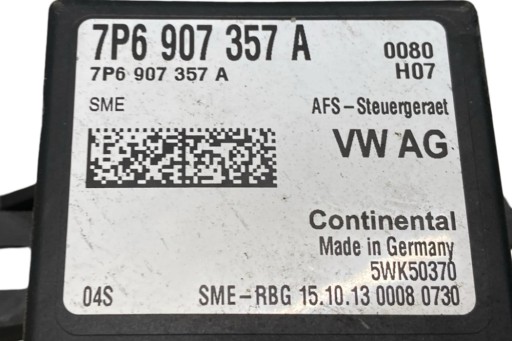 7P6 907 357 A 0080
7P6 907 357 A H07
SME AFS-Steuergeraet
VW AG
Continental
Made in Germany
5WK50370
04S SME-RBG 15.10.13 0008 0730